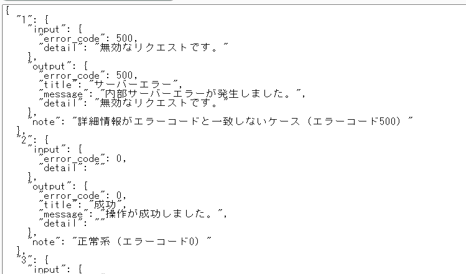 {
"1": {
"input": {
"error_code": 500,
"detail": "無効なリクエストです。"
},
"output": {
"error_code": 500,
"title": "サーバーエラー",
"message": "内部サーバーエラーが発生しました。",
"detail": "無効なリクエストです。"
},
"note": "詳細情報がエラーコードと一致しないケース（エラーコード500）"
},
"2": {
"input": {
"error_code": 0,
"detail": ""
},
"output": {
"error_code": 0,
"title": "成功",
"message": "操作が成功しました。",
"detail": ""
},
"note": "正常系（エラーコード0）"
},
"3": {
"input": {